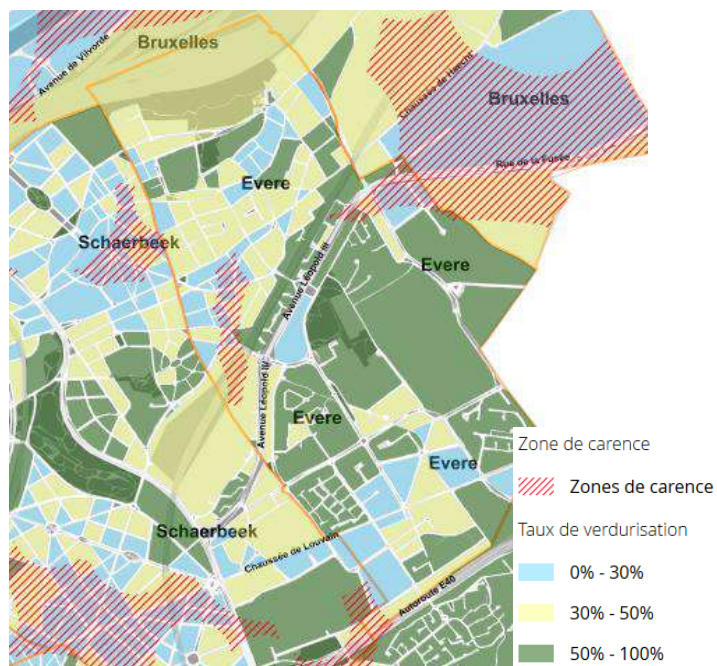 Bruxelles
Avenue de Vilvorde
Chaussée de Haecht
Bruxelles
Rue de la Fusée
Evere
Schaerbeek
Avenue Léopold III
Evere
Avenue Léopold III
Evere
Evere
Schaerbeek
Chaussée de Louvain
Autoroute E40
Zone de carence
Zones de carence
Taux de verdurisation
0% - 30%
30% - 50%
50% - 100%